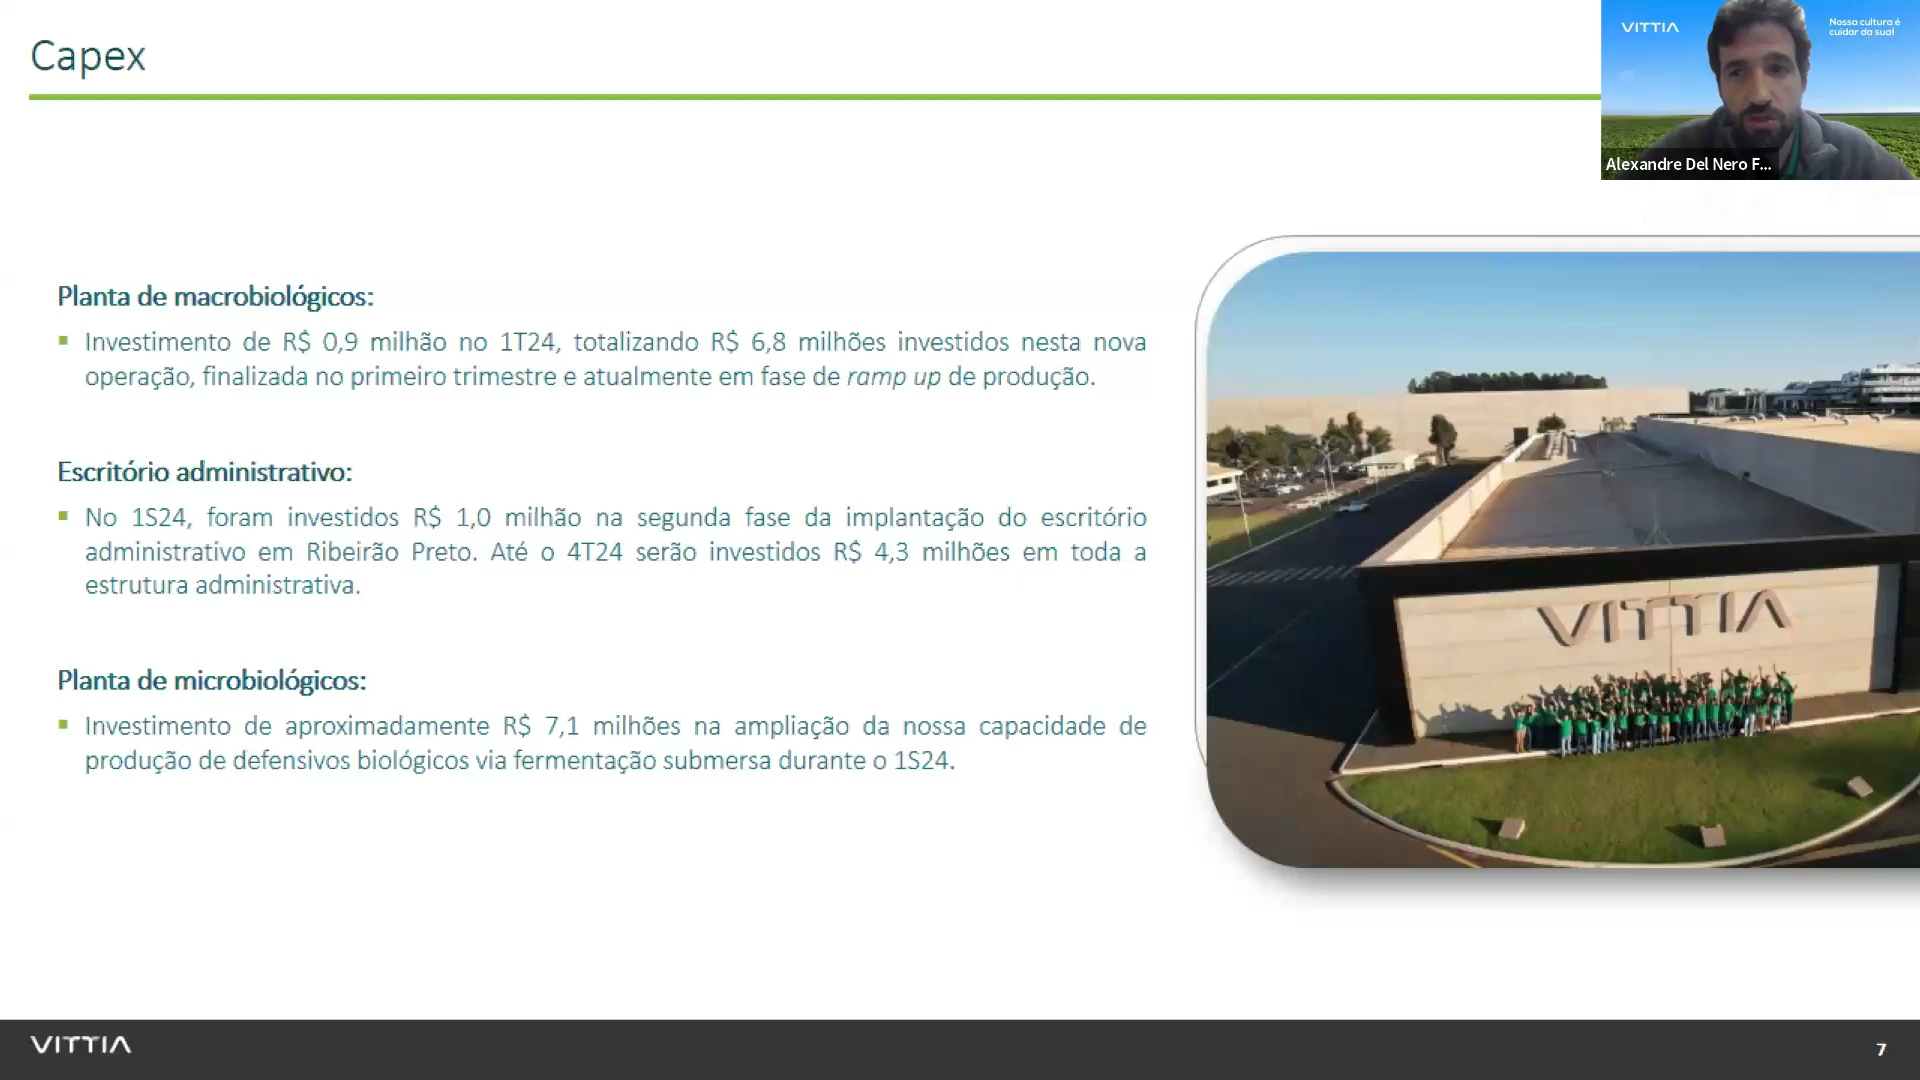 Capex
VITTIA
Nossa cultura é
cuidar da sua!
Alexandre Del Nero F...
Planta de macrobiológicos:
Investimento de R$ 0,9 milhão no 1T24, totalizando R$ 6,8 milhões investidos nesta nova
operação, finalizada no primeiro trimestre e atualmente em fase de ramp up de produção.
Escritório administrativo:
No 1S24, foram investidos R$ 1,0 milhão na segunda fase da implantação do escritório
administrativo em Ribeirão Preto. Até o 4T24 serão investidos R$ 4,3 milhões em toda a
estrutura administrativa.
Planta de microbiológicos:
Investimento de aproximadamente R$ 7,1 milhões na ampliação da nossa capacidade de
produção de defensivos biológicos via fermentação submersa durante o 1S24.
VITTIA
VITTIA
7